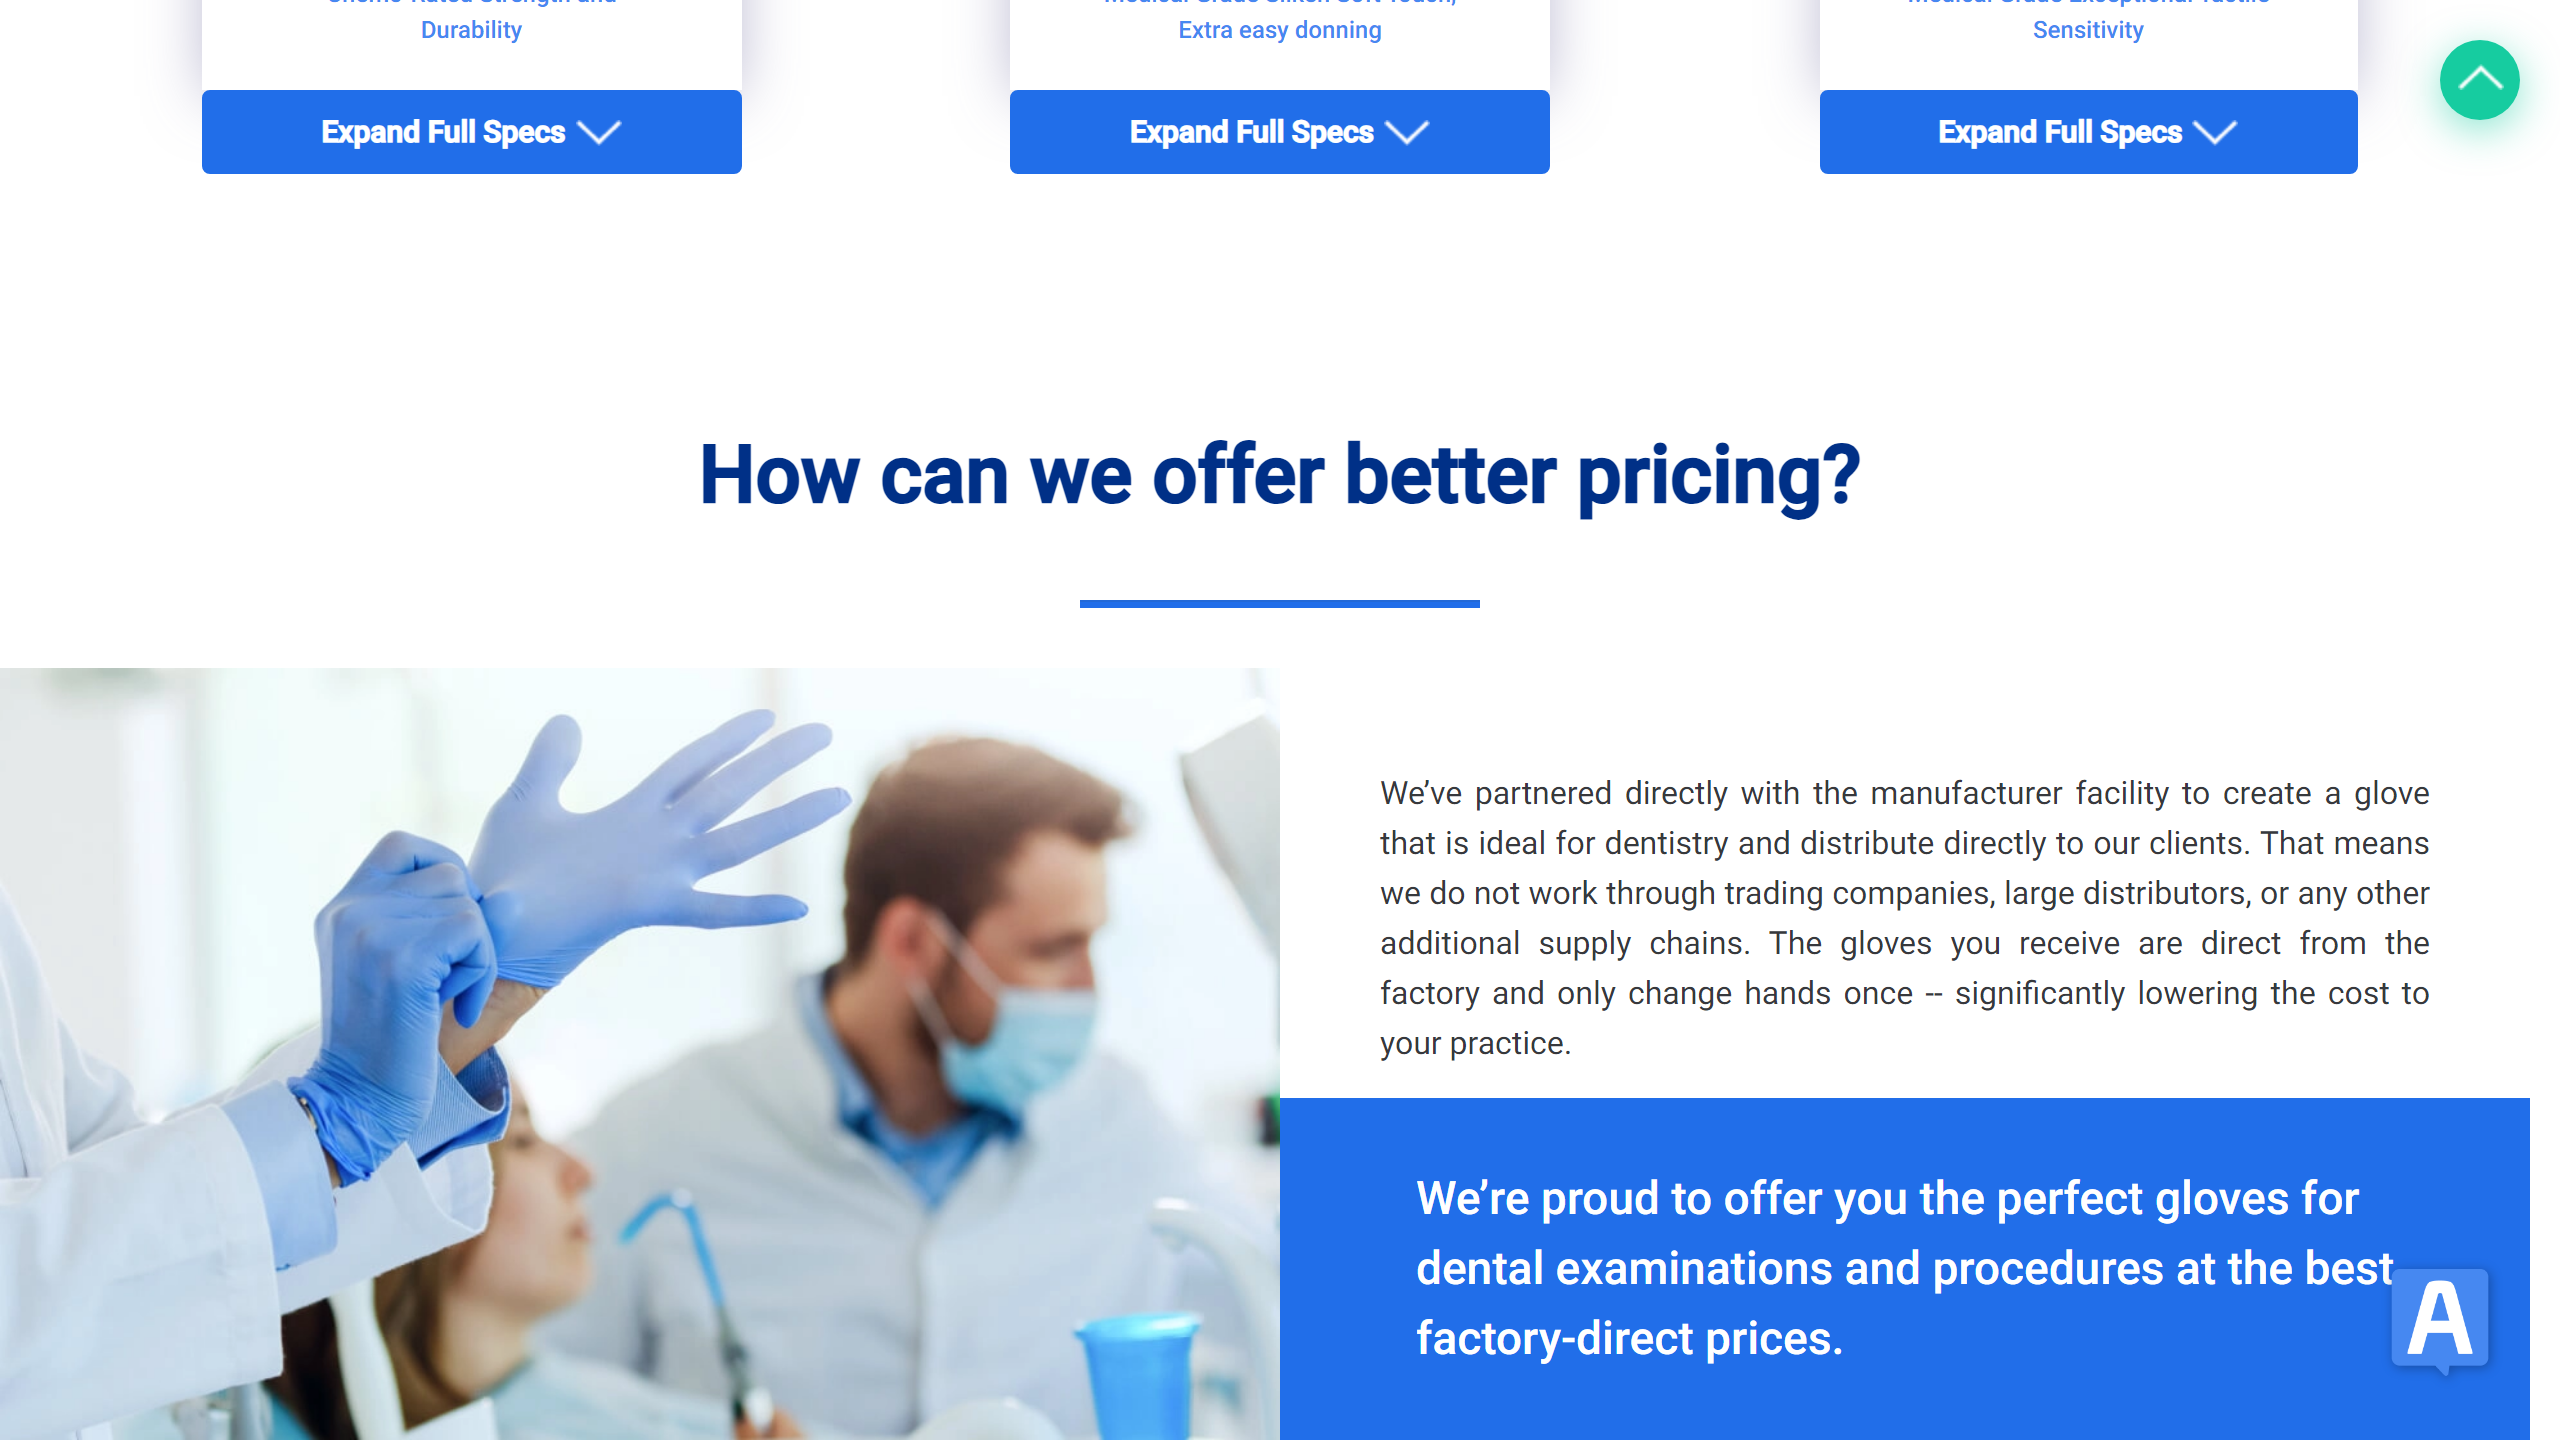 Durability
Extra easy donning
Sensitivity
Expand Full Specs
Expand Full Specs
Expand Full Specs
How can we offer better pricing?
We’ve partnered directly with the manufacturer facility to create a glove
that is ideal for dentistry and distribute directly to our clients. That means
we do not work through trading companies, large distributors, or any other
additional supply chains. The gloves you receive are direct from the
factory and only change hands once -- significantly lowering the cost to
your practice.
We’re proud to offer you the perfect gloves for
dental examinations and procedures at the best
factory-direct prices.
A